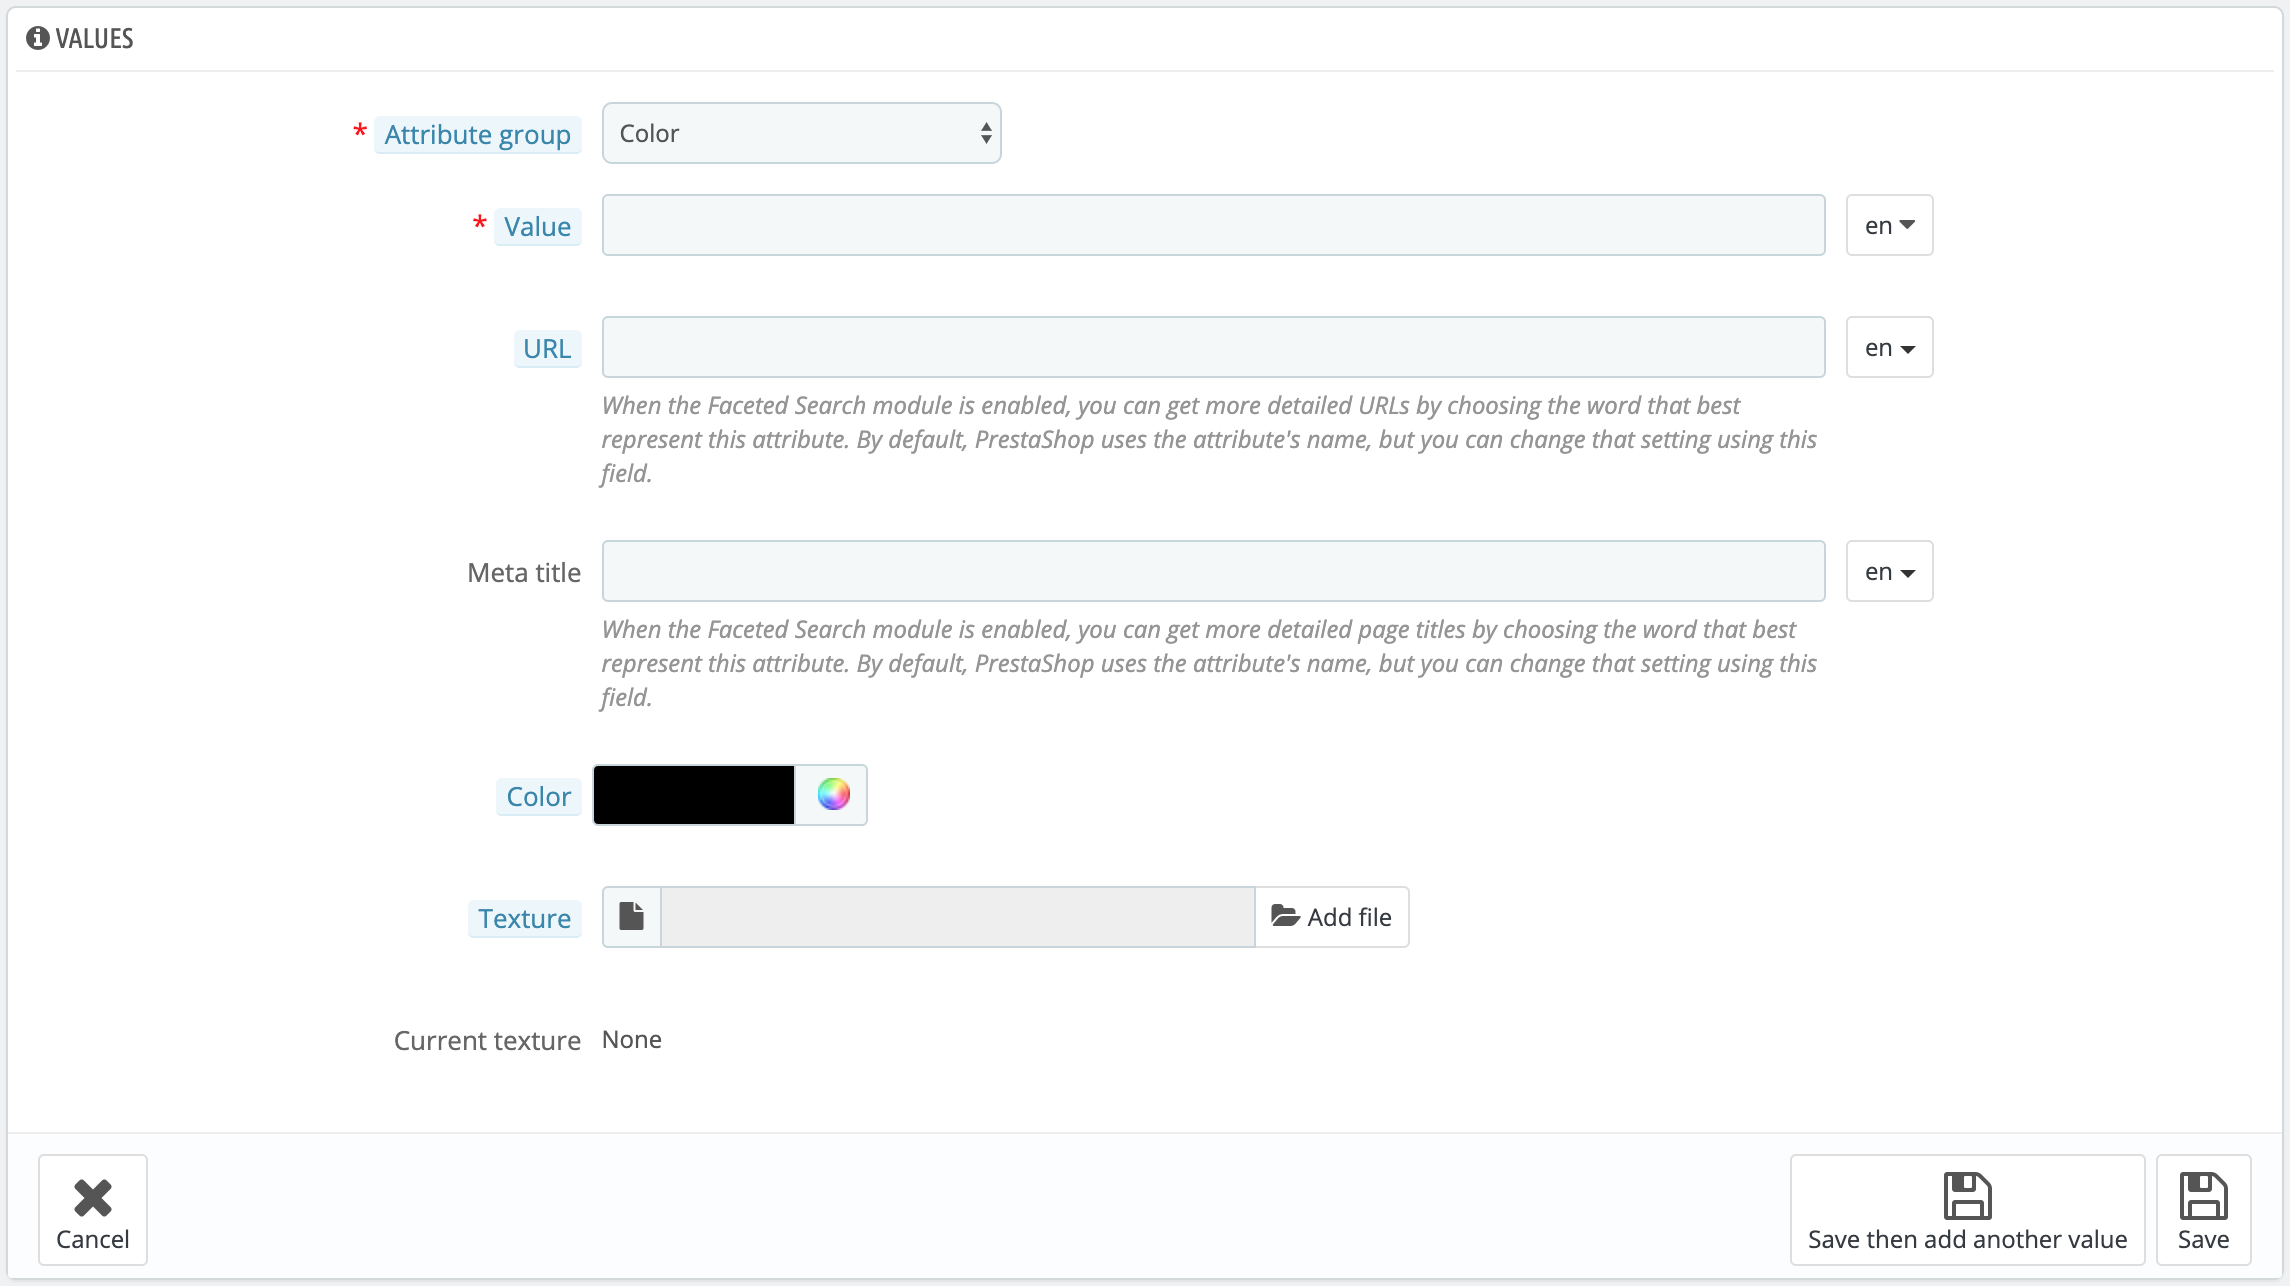 VALUES
* Attribute group Color
* Value en
URL en
When the Faceted Search module is enabled, you can get more detailed URLs by choosing the word that best
represent this attribute. By default, PrestaShop uses the attribute's name, but you can change that setting using this
field.
Meta title en
When the Faceted Search module is enabled, you can get more detailed page titles by choosing the word that best
represent this attribute. By default, PrestaShop uses the attribute's name, but you can change that setting using this
field.
Color
Texture Add file
Current texture None
Cancel Save then add another value Save